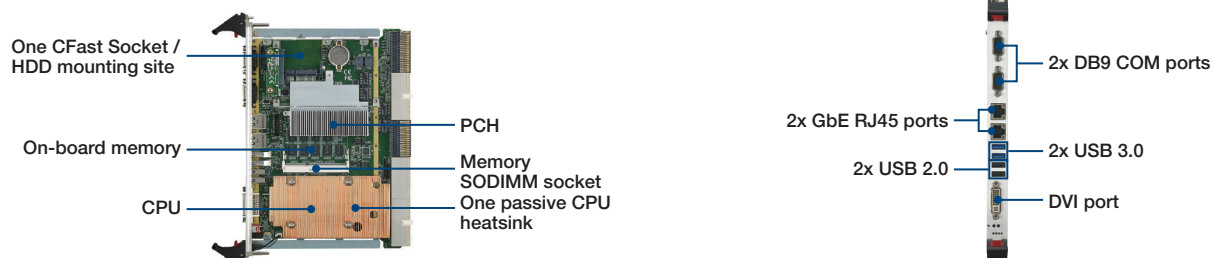 One CFast Socket /
HDD mounting site
On-board memory
CPU
PCH
Memory
SODIMM socket
One passive CPU
heatsink
2x DB9 COM ports
2x GbE RJ45 ports
2x USB 3.0
2x USB 2.0
DVI port